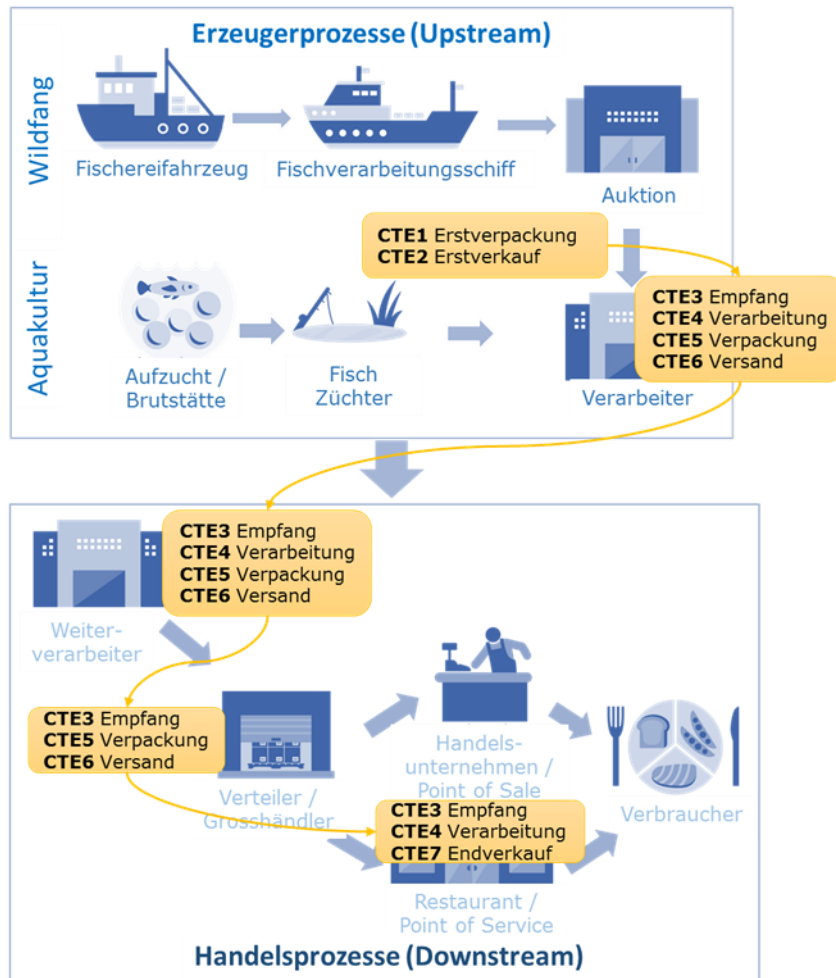 Erzeugerprozesse (Upstream)
Wildfang
Fischereifahrzeug
Fischverarbeitungsschiff
Auktion
CTE1 Erstverpackung
CTE2 Erstverkauf
Aquakultur
Aufzucht /
Brutstätte
Fisch
Züchter
Verarbeiter
CTE3 Empfang
CTE4 Verarbeitung
CTE5 Verpackung
CTE6 Versand
CTE3 Empfang
CTE4 Verarbeitung
CTE5 Verpackung
CTE6 Versand
Weiter-
verarbeiter
CTE3 Empfang
CTE5 Verpackung
CTE6 Versand
Verteiler /
Grosshändler
Handels-
unternehmen /
Point of Sale
Verbraucher
CTE3 Empfang
CTE4 Verarbeitung
CTE7 Endverkauf
Restaurant /
Point of Service
Handelsprozesse (Downstream)